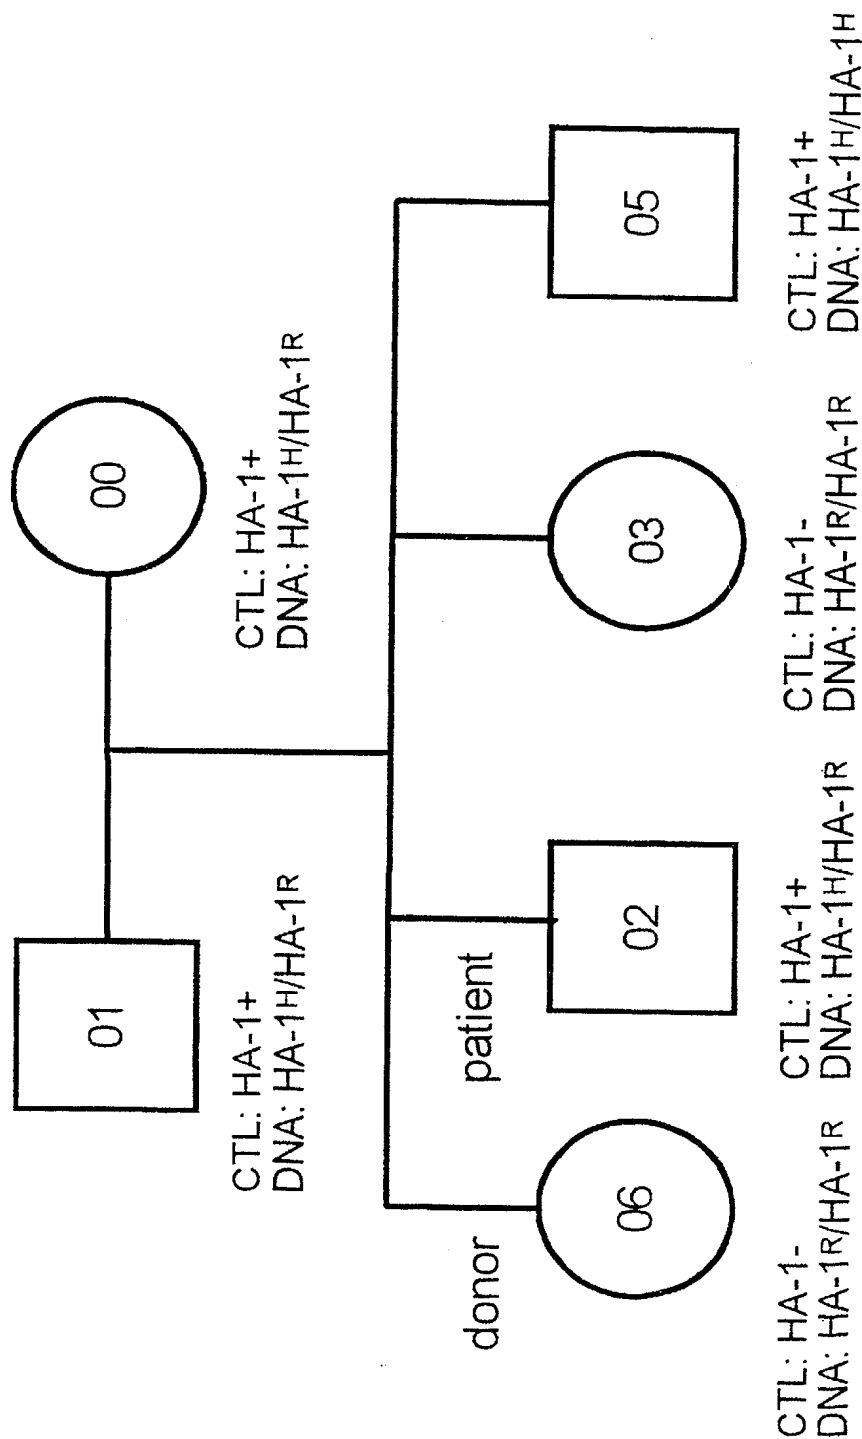 01
CTL: HA-1+
DNA: HA-1H/HA-1R
00
CTL: HA-1+
DNA: HA-1H/HA-1R
donor
06
CTL: HA-1-
DNA: HA-1R/HA-1R
patient
02
CTL: HA-1+
DNA: HA-1H/HA-1R
03
CTL: HA-1-
DNA: HA-1R/HA-1R
05
CTL: HA-1+
DNA: HA-1H/HA-1H